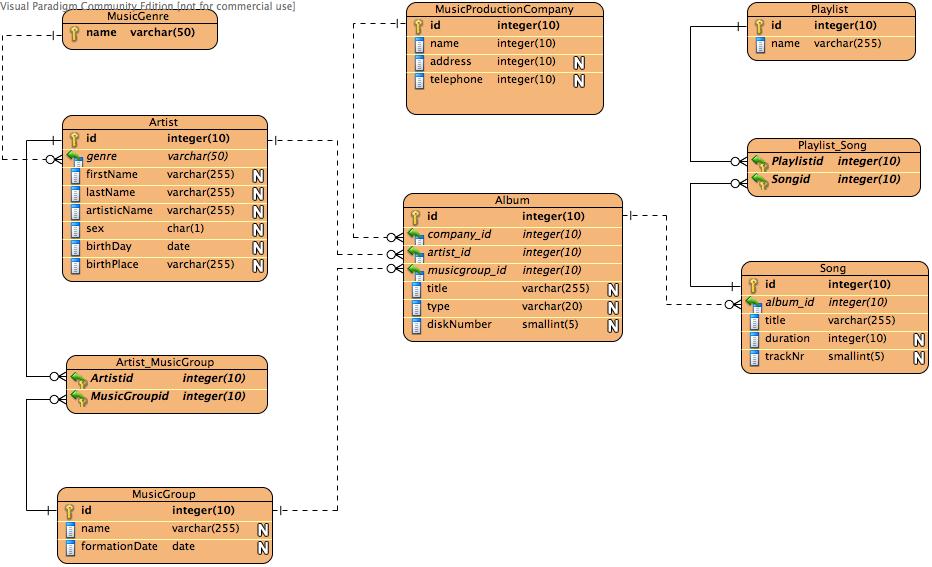 Visual Paradigm Community Edition [not for commercial use]
MusicGenre
name varchar(50)
MusicProductionCompany
id integer(10)
name integer(10)
address integer(10) N
telephone integer(10) N
Playlist
id integer(10)
name varchar(255)
Artist
id integer(10)
genre varchar(50)
firstName varchar(255) N
lastName varchar(255) N
artisticName varchar(255) N
sex char(1) N
birthDay date N
birthPlace varchar(255) N
Playlist_Song
Playlistid integer(10)
Songid integer(10)
Album
id integer(10)
company_id integer(10)
artist_id integer(10)
musicgroup_id integer(10)
title varchar(255) N
type varchar(20) N
diskNumber smallint(5) N
Song
id integer(10)
album_id integer(10)
title varchar(255)
duration integer(10) N
trackNr smallint(5) N
Artist_MusicGroup
Artistid integer(10)
MusicGroupid integer(10)
MusicGroup
id integer(10)
name varchar(255) N
formationDate date N